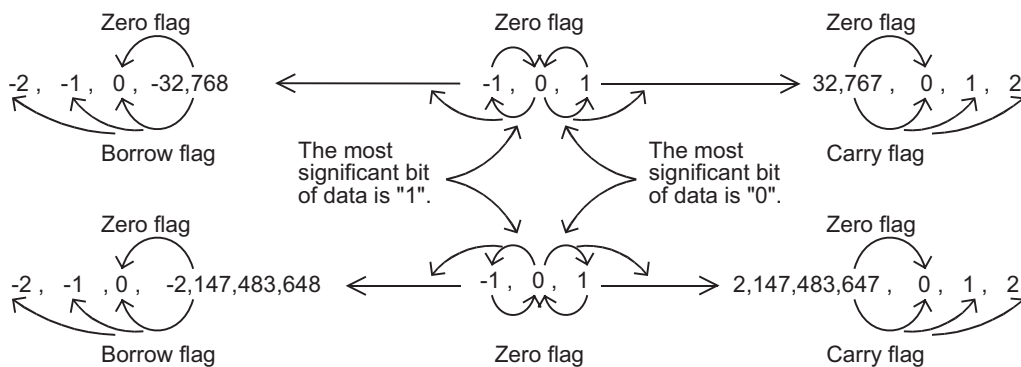 Zero flag Zero flag Zero flag
-2 , -1 , 0 , -32,768 -1 , 0 , 1 32,767 , 0 , 1 , 2
Borrow flag Carry flag
The most
significant bit
of data is "1".
The most
significant bit
of data is "0".
Zero flag Zero flag
-2 , -1 , 0 , -2,147,483,648 -1 , 0 , 1 2,147,483,647 , 0 , 1 , 2
Borrow flag Zero flag Carry flag